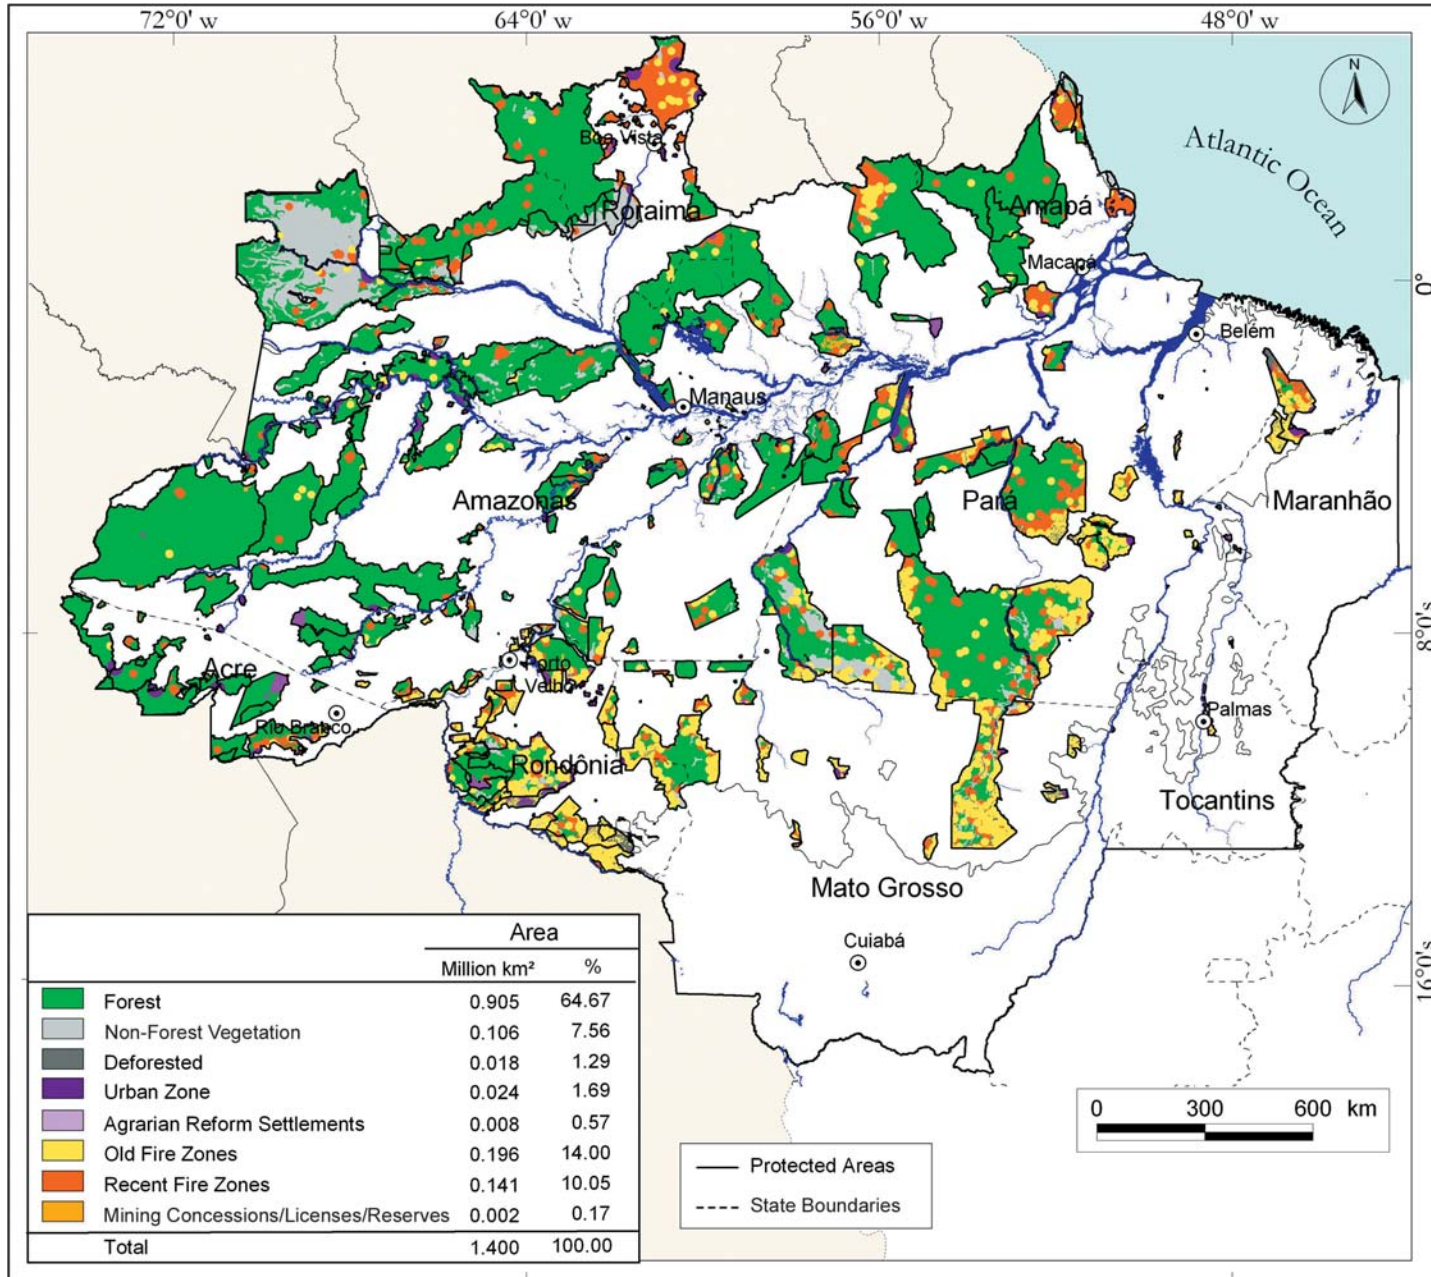 72°0' w 64°0' w 56°0' w 48°0' w
N
Atlantic Ocean
Boa Vista
Roraima
Amapá
Macapá
0°
Belém
Manaus
Amazonas
Pará
Maranhão
8°0's
Acre
Porto
Velho
Rio Branco
Palmas
Rondônia
Tocantins
Mato Grosso
Cuiabá
16°0's
Area
Million km² %
Forest 0.905 64.67
Non-Forest Vegetation 0.106 7.56
Deforested 0.018 1.29
Urban Zone 0.024 1.69
Agrarian Reform Settlements 0.008 0.57
Old Fire Zones 0.196 14.00
Recent Fire Zones 0.141 10.05
Mining Concessions/Licenses/Reserves 0.002 0.17
Total 1.400 100.00
Protected Areas
State Boundaries
0 300 600 km